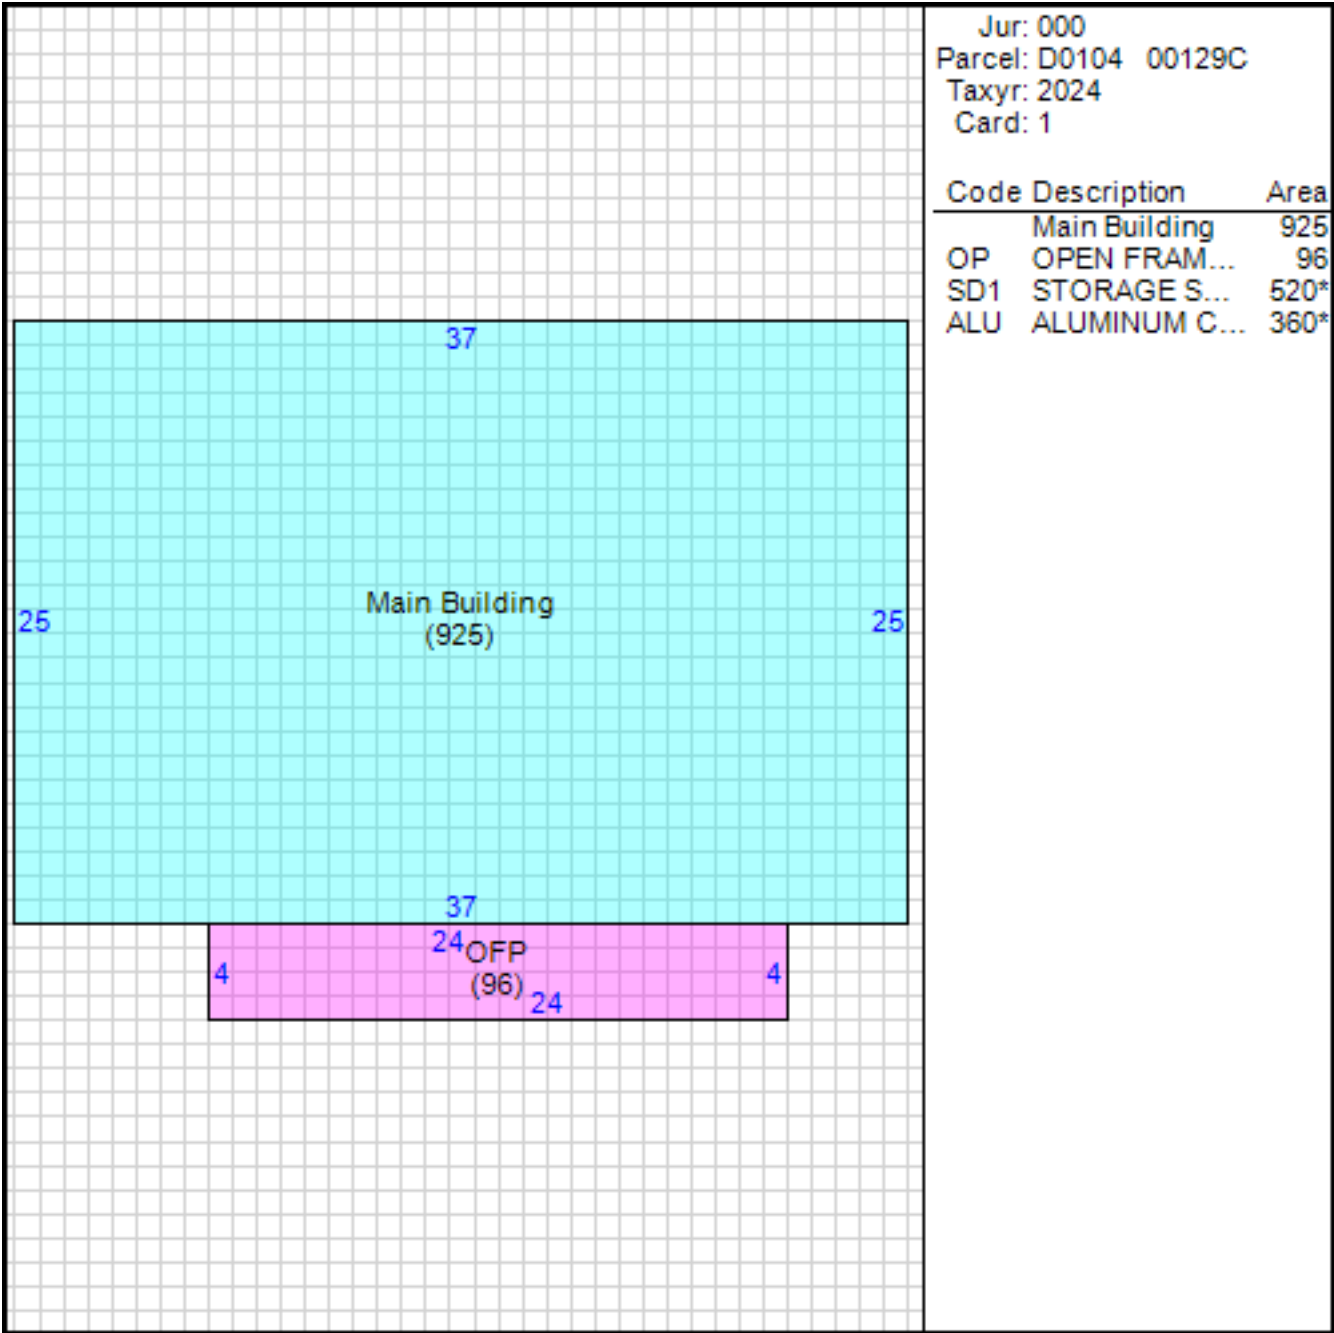 Jur: 000
Parcel: D0104 00129C
Taxyr: 2024
Card: 1
Code Description Area
Main Building 925
OP OPEN FRAM... 96
SD1 STORAGE S... 520*
ALU ALUMINUM C... 360*
37
Main Building
25 25
(925)
37
24
OFP
4 4
(96)
24